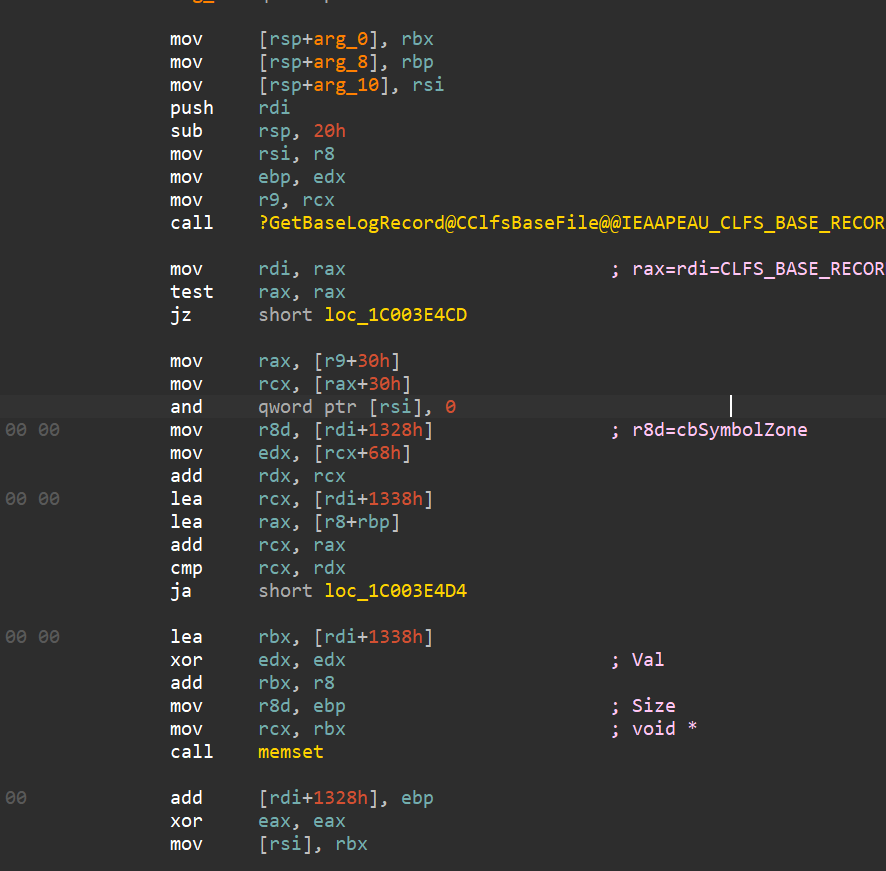 mov [rsp+arg_0], rbx
mov [rsp+arg_8], rbp
mov [rsp+arg_10], rsi
push rdi
sub rsp, 20h
mov rsi, r8
mov ebp, edx
mov r9, rcx
call ?GetBaseLogRecord@CClfsBaseFile@@IEAAPEAU_CLFS_BASE_RECOR
mov rdi, rax ; rax=rdi=CLFS_BASE_RECOR
test rax, rax
jz short loc_1C003E4CD
mov rax, [r9+30h]
mov rcx, [rax+30h]
and qword ptr [rsi], 0
00 00 mov r8d, [rdi+1328h] ; r8d=cbSymbolZone
mov edx, [rcx+68h]
add rdx, rcx
00 00 lea rcx, [rdi+1338h]
lea rax, [r8+rbp]
add rcx, rax
cmp rcx, rdx
ja short loc_1C003E4D4
00 00 lea rbx, [rdi+1338h]
xor edx, edx ; Val
add rbx, r8
mov r8d, ebp ; Size
mov rcx, rbx ; void *
call memset
00 add [rdi+1328h], ebp
xor eax, eax
mov [rsi], rbx